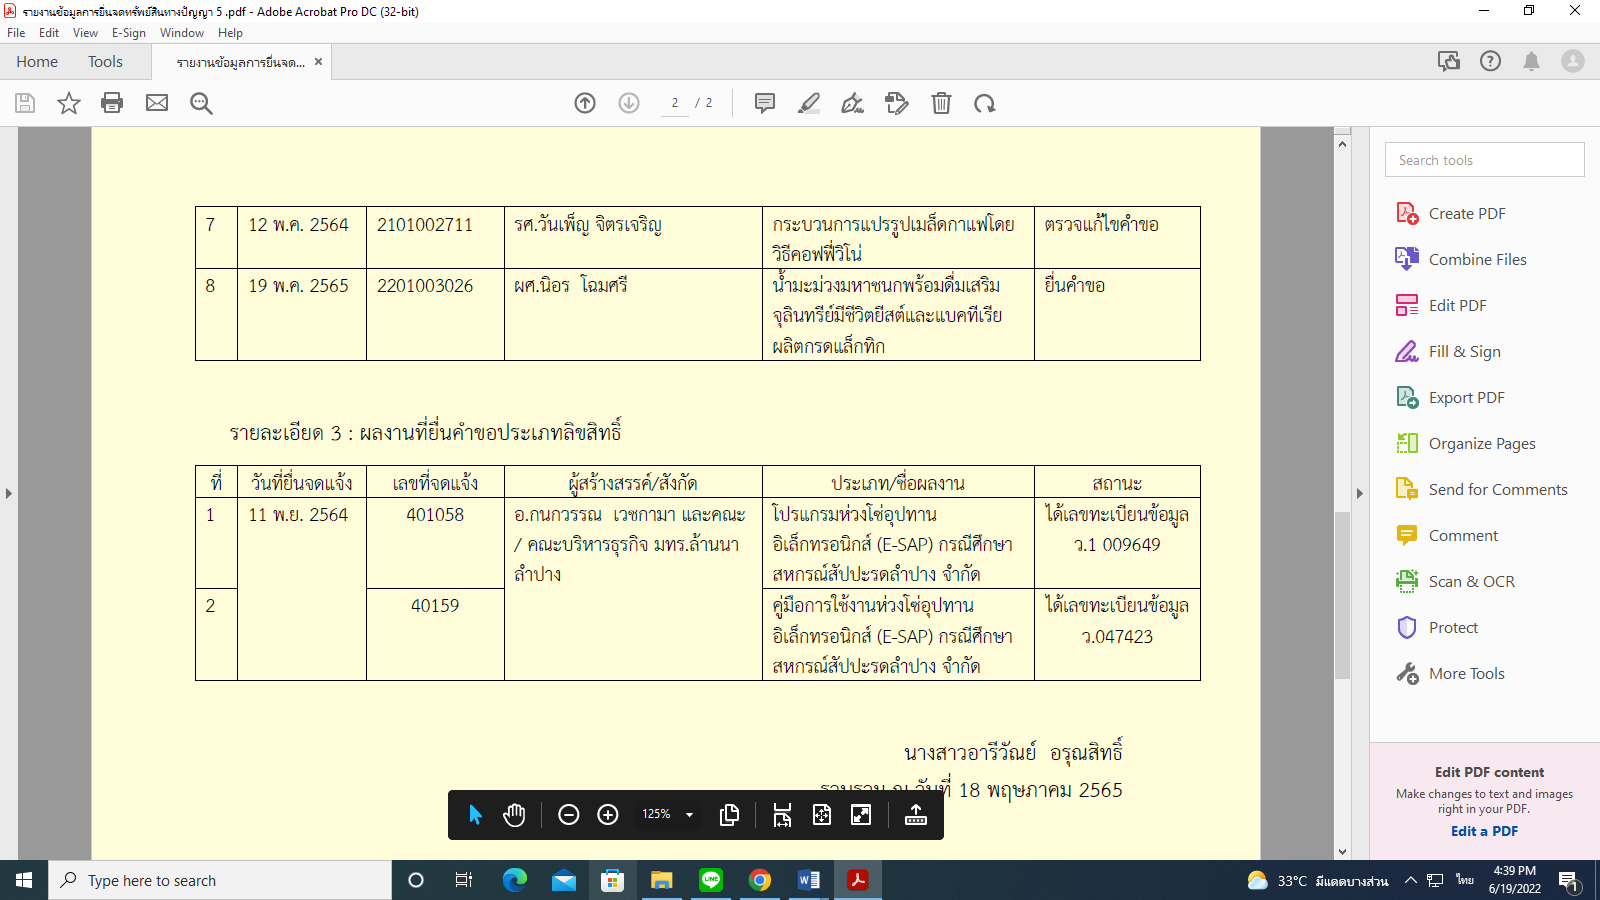 รายงานข้อมูลการยื่นจดทรัพย์สินทางปัญญา 5 .pdf - Adobe Acrobat Pro DC (32-bit)
File Edit View E-Sign Window Help
Home Tools รายงานข้อมูลการยื่นจด... ×
2 / 2
Search tools
Create PDF
Combine Files
Edit PDF
Fill & Sign
Export PDF
Organize Pages
Send for Comments
Comment
Scan & OCR
Protect
More Tools
Edit PDF content
Make changes to text and images
right in your PDF.
Edit a PDF
7 12 พ.ค. 2564 2101002711 รศ.วันเพ็ญ จิตรเจริญ กระบวนการแปรรูปเมล็ดกาแฟโดย ตรวจแก้ไขคำขอ
วิธีคอฟฟี่วิโน่
8 19 พ.ค. 2565 2201003026 ผศ.นิอร โฉมศรี น้ำมะม่วงมหาชนกพร้อมดื่มเสริม ยื่นคำขอ
จุลินทรีย์มีชีวิตยีสต์และแบคทีเรีย
ผลิตกรดแล็กทิก
รายละเอียด 3 : ผลงานที่ยื่นคำขอประเภทลิขสิทธิ์
ที่ วันที่ยื่นจดแจ้ง เลขที่จดแจ้ง ผู้สร้างสรรค์/สังกัด ประเภท/ชื่อผลงาน สถานะ
1 11 พ.ย. 2564 401058 อ.กนกวรรณ เวชกามา และคณะ โปรแกรมห่วงโซ่อุปทาน ได้เลขทะเบียนข้อมูล
/ คณะบริหารธุรกิจ มทร.ล้านนา อิเล็กทรอนิกส์ (E-SAP) กรณีศึกษา ว.1 009649
ลำปาง สหกรณ์สัปปะรดลำปาง จำกัด
2 40159 คู่มือการใช้งานห่วงโซ่อุปทาน ได้เลขทะเบียนข้อมูล
อิเล็กทรอนิกส์ (E-SAP) กรณีศึกษา ว.047423
สหกรณ์สัปปะรดลำปาง จำกัด
นางสาวอารีวัณย์ อรุณสิทธิ์
ณ วันที่ 18 พฤษภาคม 2565
125%
Type here to search
LINE
33°C มีแดดบางส่วน ไทย 4:39 PM
6/19/2022
1